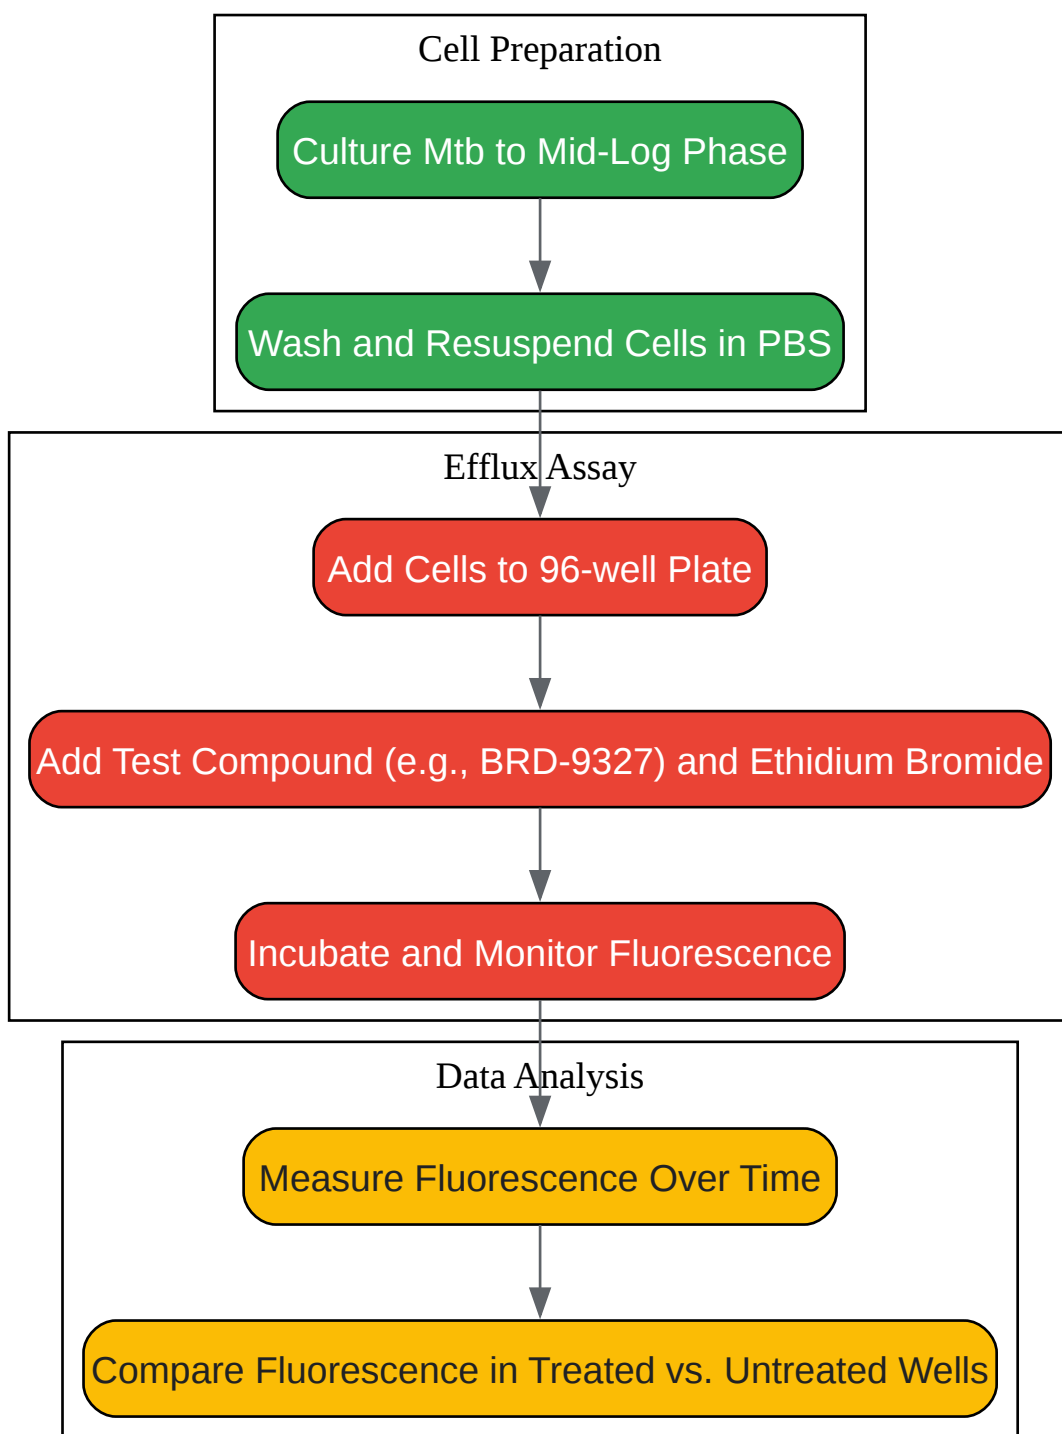 Cell Preparation
Culture Mtb to Mid-Log Phase
Wash and Resuspend Cells in PBS
Efflux Assay
Add Cells to 96-well Plate
Add Test Compound (e.g., BRD-9327) and Ethidium Bromide
Incubate and Monitor Fluorescence
Data Analysis
Measure Fluorescence Over Time
Compare Fluorescence in Treated vs. Untreated Wells